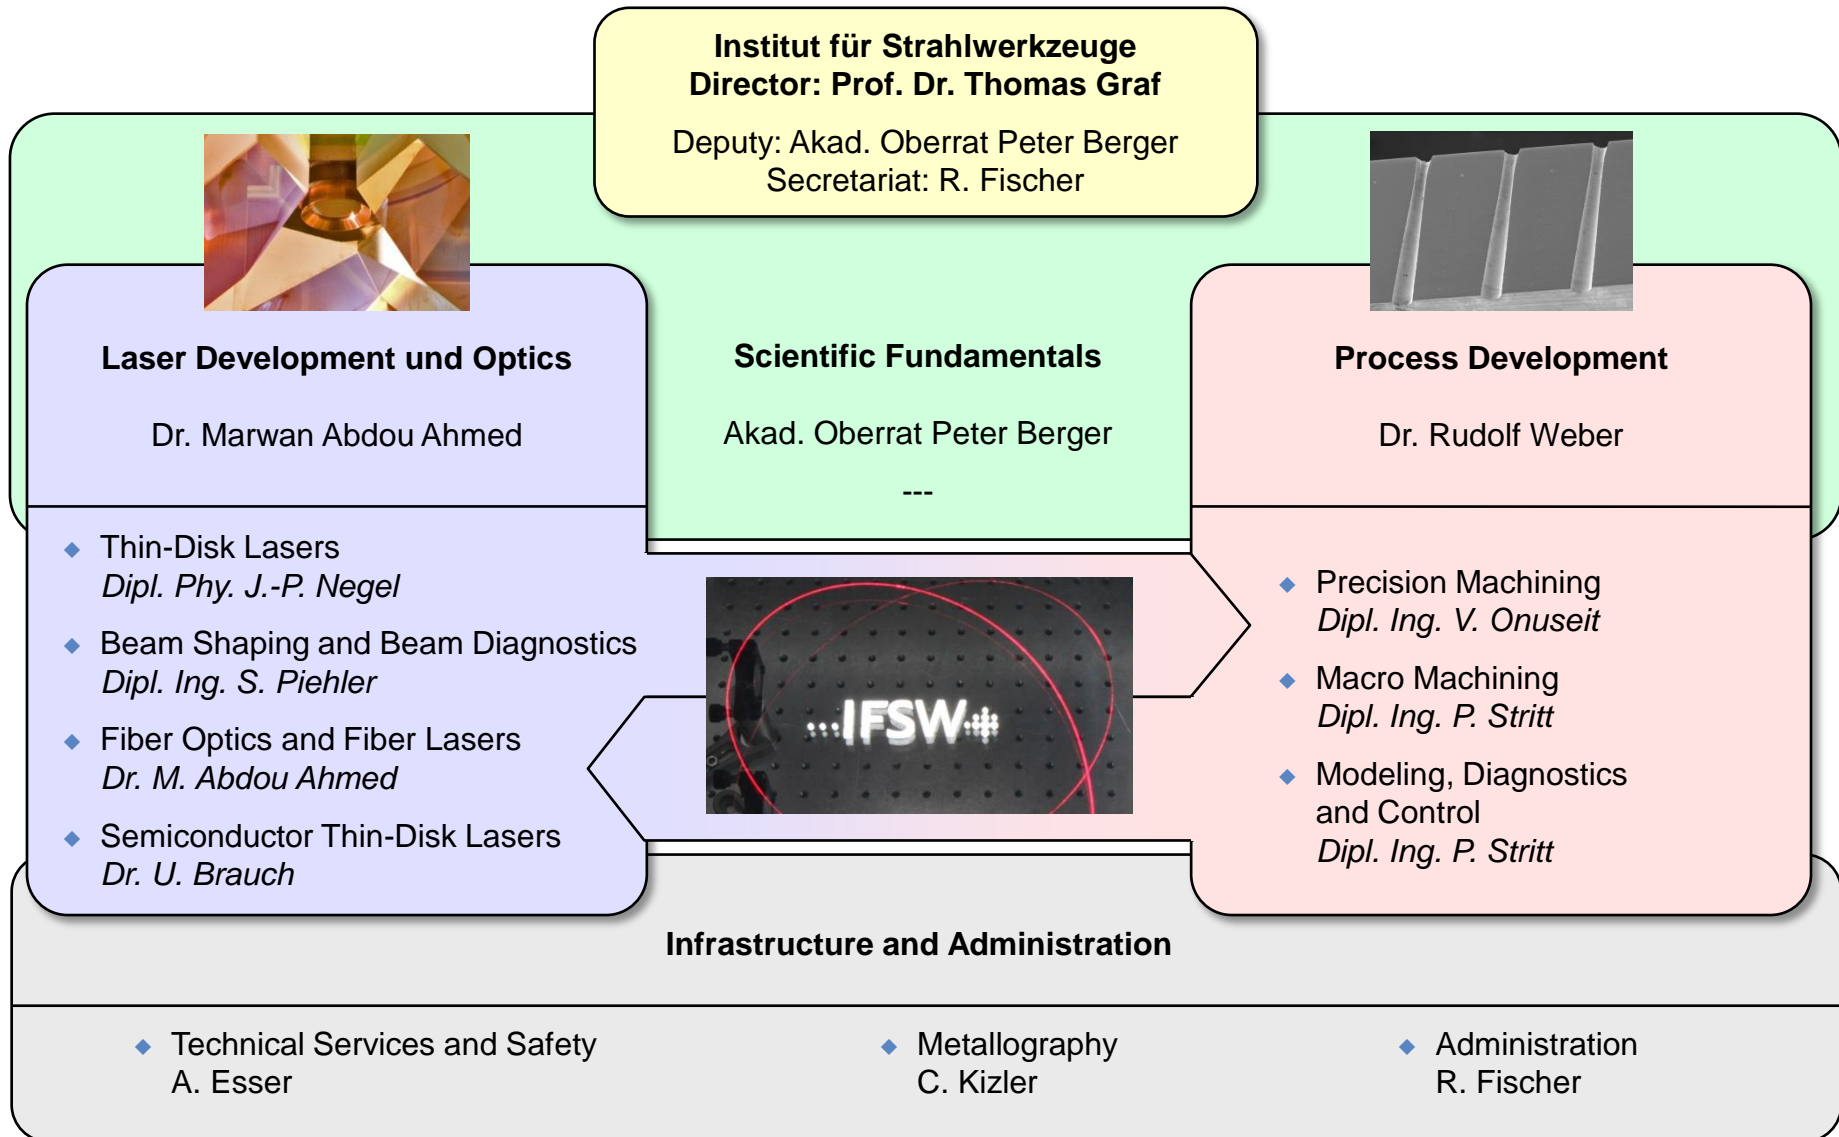 Institut für Strahlwerkzeuge
Director: Prof. Dr. Thomas Graf
Deputy: Akad. Oberrat Peter Berger
Secretariat: R. Fischer
Laser Development und Optics
Dr. Marwan Abdou Ahmed
Thin-Disk Lasers
Dipl. Phy. J.-P. Negel
Beam Shaping and Beam Diagnostics
Dipl. Ing. S. Piehler
Fiber Optics and Fiber Lasers
Dr. M. Abdou Ahmed
Semiconductor Thin-Disk Lasers
Dr. U. Brauch
Scientific Fundamentals
Akad. Oberrat Peter Berger
---
IFSW
Process Development
Dr. Rudolf Weber
Precision Machining
Dipl. Ing. V. Onuseit
Macro Machining
Dipl. Ing. P. Stritt
Modeling, Diagnostics
and Control
Dipl. Ing. P. Stritt
Infrastructure and Administration
Technical Services and Safety
A. Esser
Metallography
C. Kizler
Administration
R. Fischer